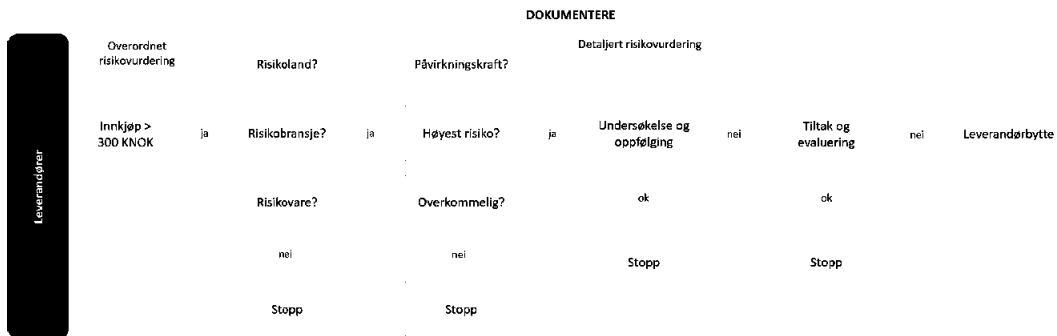 DOKUMENTERE
Overordnet
risikovurdering
Detaljert risikovurdering
Risikoland?
Påvirkningskraft?
Leverandører
Innkjøp >
300 KNOK
ja
Risikobransje?
ja
Høyest risiko?
ja
Undersøkelse og
oppfølging
nei
Tiltak og
evaluering
nei
Leverandørbytte
Risikovare?
Overkommelig?
ok
ok
nei
nei
Stopp
Stopp
Stopp
Stopp